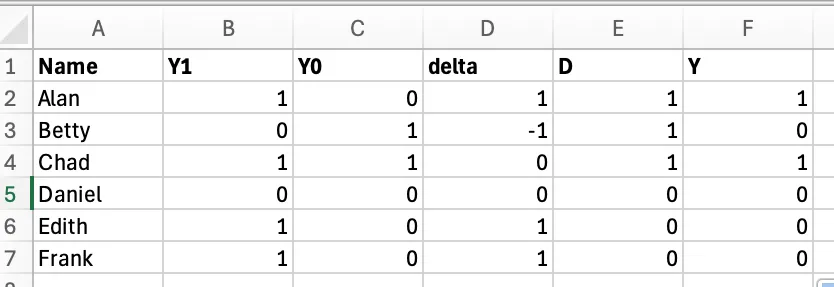 A B C D E F
1 Name Y1 Y0 delta D Y
2 Alan 1 0 1 1 1
3 Betty 0 1 -1 1 0
4 Chad 1 1 0 1 1
5 Daniel 0 0 0 0 0
6 Edith 1 0 1 0 0
7 Frank 1 0 1 0 0